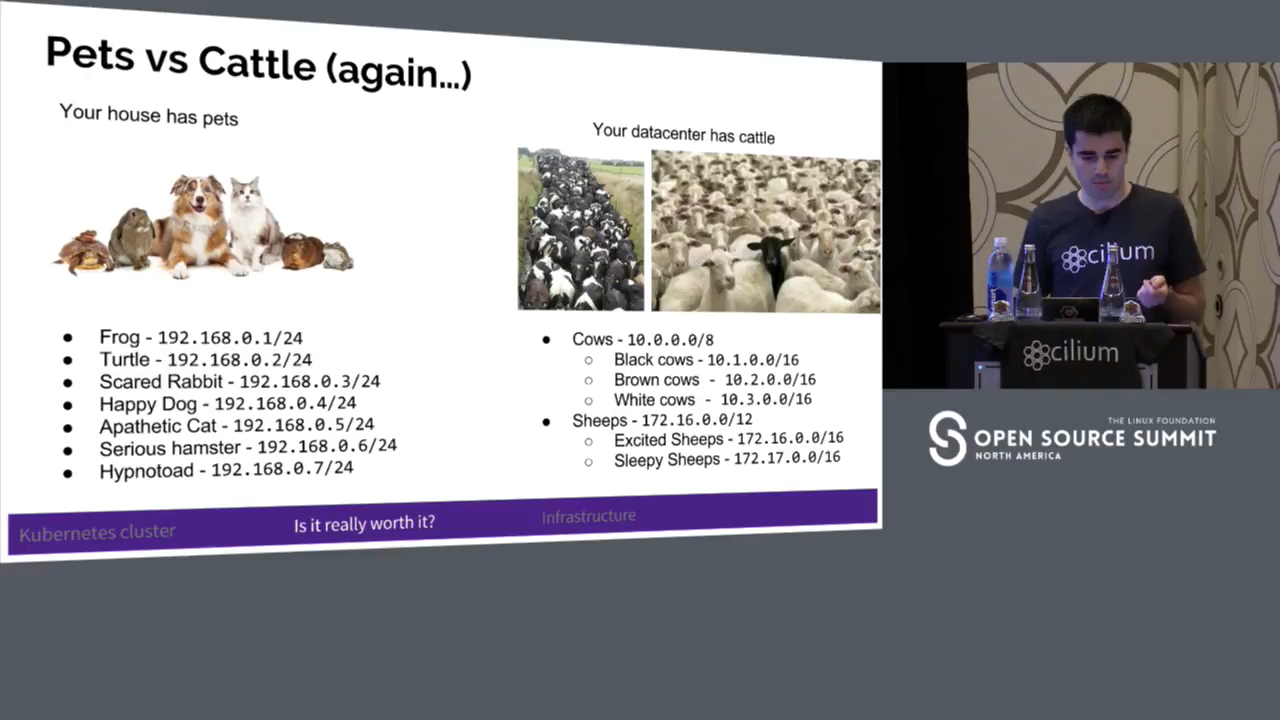 Pets vs Cattle (again...)
Your house has pets
Your datacenter has cattle
● Frog - 192.168.0.1/24
● Turtle - 192.168.0.2/24
● Scared Rabbit - 192.168.0.3/24
● Happy Dog - 192.168.0.4/24
● Apathetic Cat - 192.168.0.5/24
● Serious hamster - 192.168.0.6/24
● Hypnotoad - 192.168.0.7/24
● Cows - 10.0.0.0/8
○ Black cows - 10.1.0.0/16
○ Brown cows - 10.2.0.0/16
○ White cows - 10.3.0.0/16
● Sheeps - 172.16.0.0/12
○ Excited Sheeps - 172.16.0.0/16
○ Sleepy Sheeps - 172.17.0.0/16
Kubernetes cluster Is it really worth it? Infrastructure
cilium
cilium
THE LINUX FOUNDATION
OPEN SOURCE SUMMIT
NORTH AMERICA